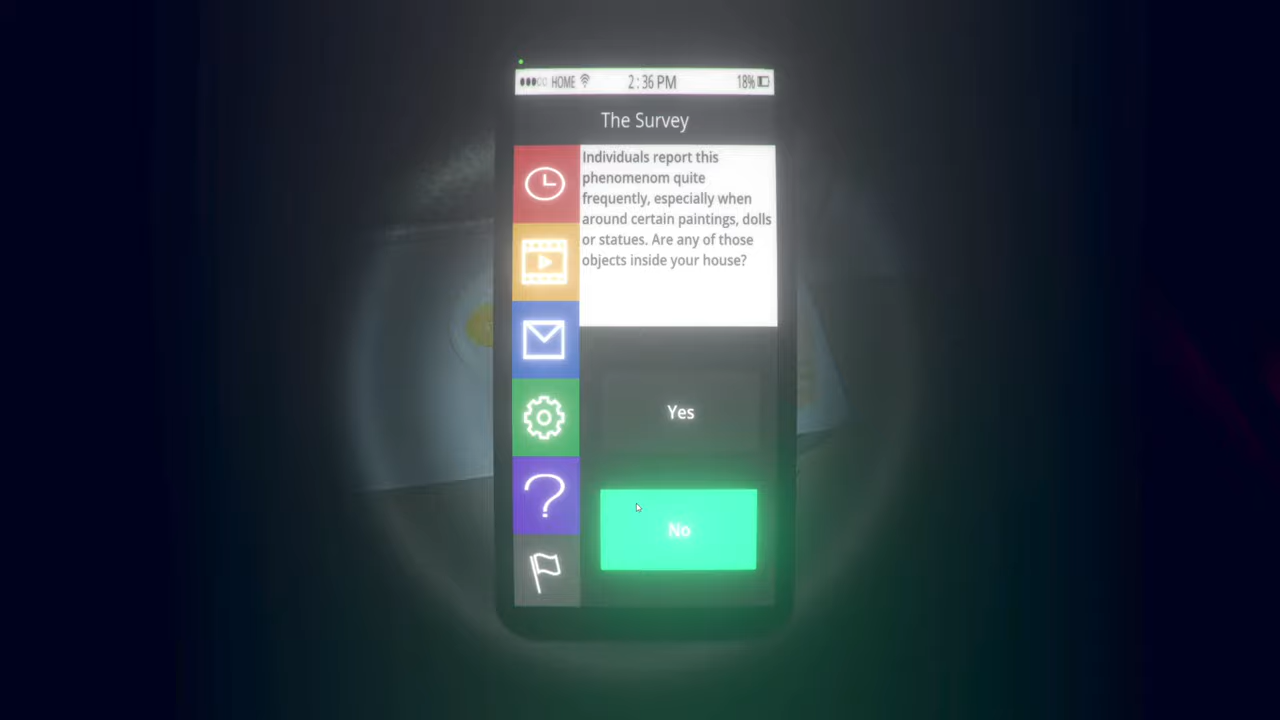 HOME 2:36 PM 18%
The Survey
Individuals report this
phenomenom quite
frequently, especially when
around certain paintings, dolls
or statues. Are any of those
objects inside your house?
Yes
No